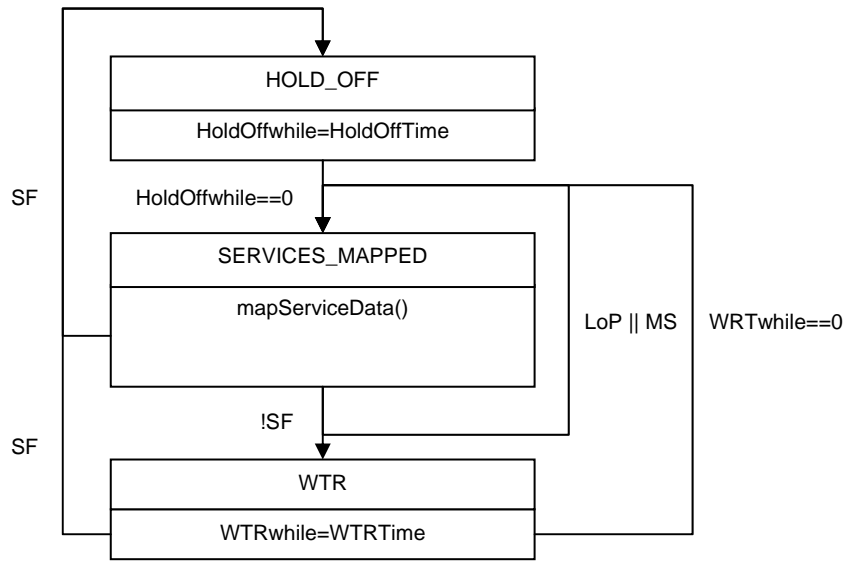 HOLD_OFF
HoldOffwhile=HoldOffTime
SF
HoldOffwhile==0
SERVICES_MAPPED
mapServiceData()
LoP || MS
WRTwhile==0
!SF
SF
WTR
WTRwhile=WTRTime